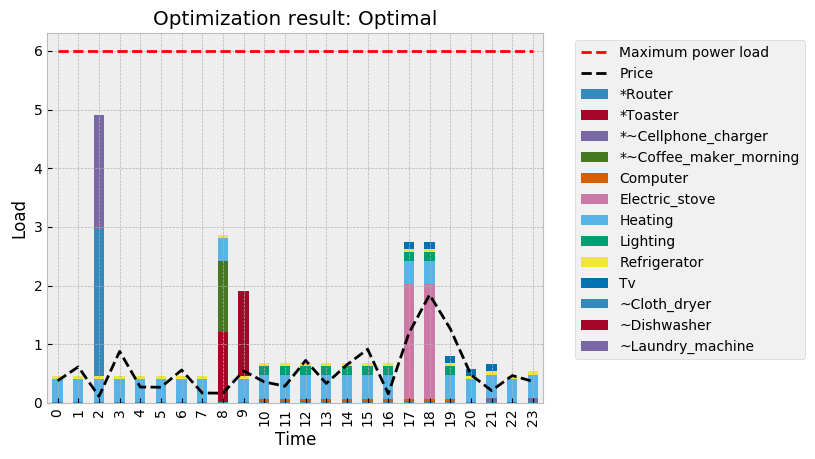 Optimization result: Optimal
6
5
4
3
2
1
0
Load
0 1 2 3 4 5 6 7 8 9 10 11 12 13 14 15 16 17 18 19 20 21 22 23
Time
Maximum power load
Price
*Router
*Toaster
*~Cellphone_charger
*~Coffee_maker_morning
Computer
Electric_stove
Heating
Lighting
Refrigerator
Tv
~Cloth_dryer
~Dishwasher
~Laundry_machine